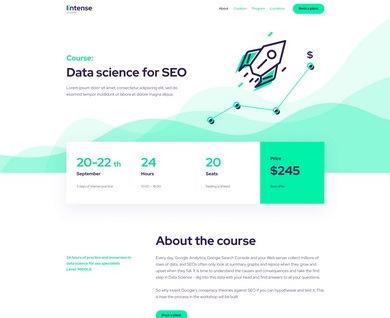 intense
About
Curators
Program
Locations
Book a place
Course:
Data science for SEO
Lorem ipsum dolor sit amet, consectetur adipiscing elit, sed do
eiusmod tempor incididunt ut labore et dolore magna aliqua.
$
20-22 th
September
3 days of intense practice
24
Hours
10:00 – 18:00
20
Seats
Seating is limited
Price
$245
24 hours of practice and immersion in
data science for seo specialists
Level: MIDDLE
About the course
Every day, Google Analytics, Google Search Console and your Web server collect millions of
rows of data, and SEOs often only look at summary graphs and rejoice when they grow and
upset when they fall. It is time to understand the causes and consequences and take the first
step in Data Science – dig into this data with your head and find answers to all your questions.
So why invent Google's conspiracy theories against SEO if you can hypothesize and test it. This
is how the process in the workshop will be built
Book a place